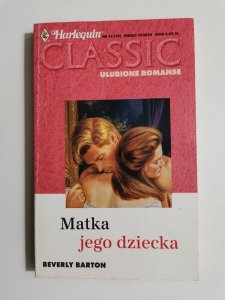 Harlequin
CLASSIC
ULUBIONE ROMANSE
Matka
jego dziecka
BEVERLY BARTON